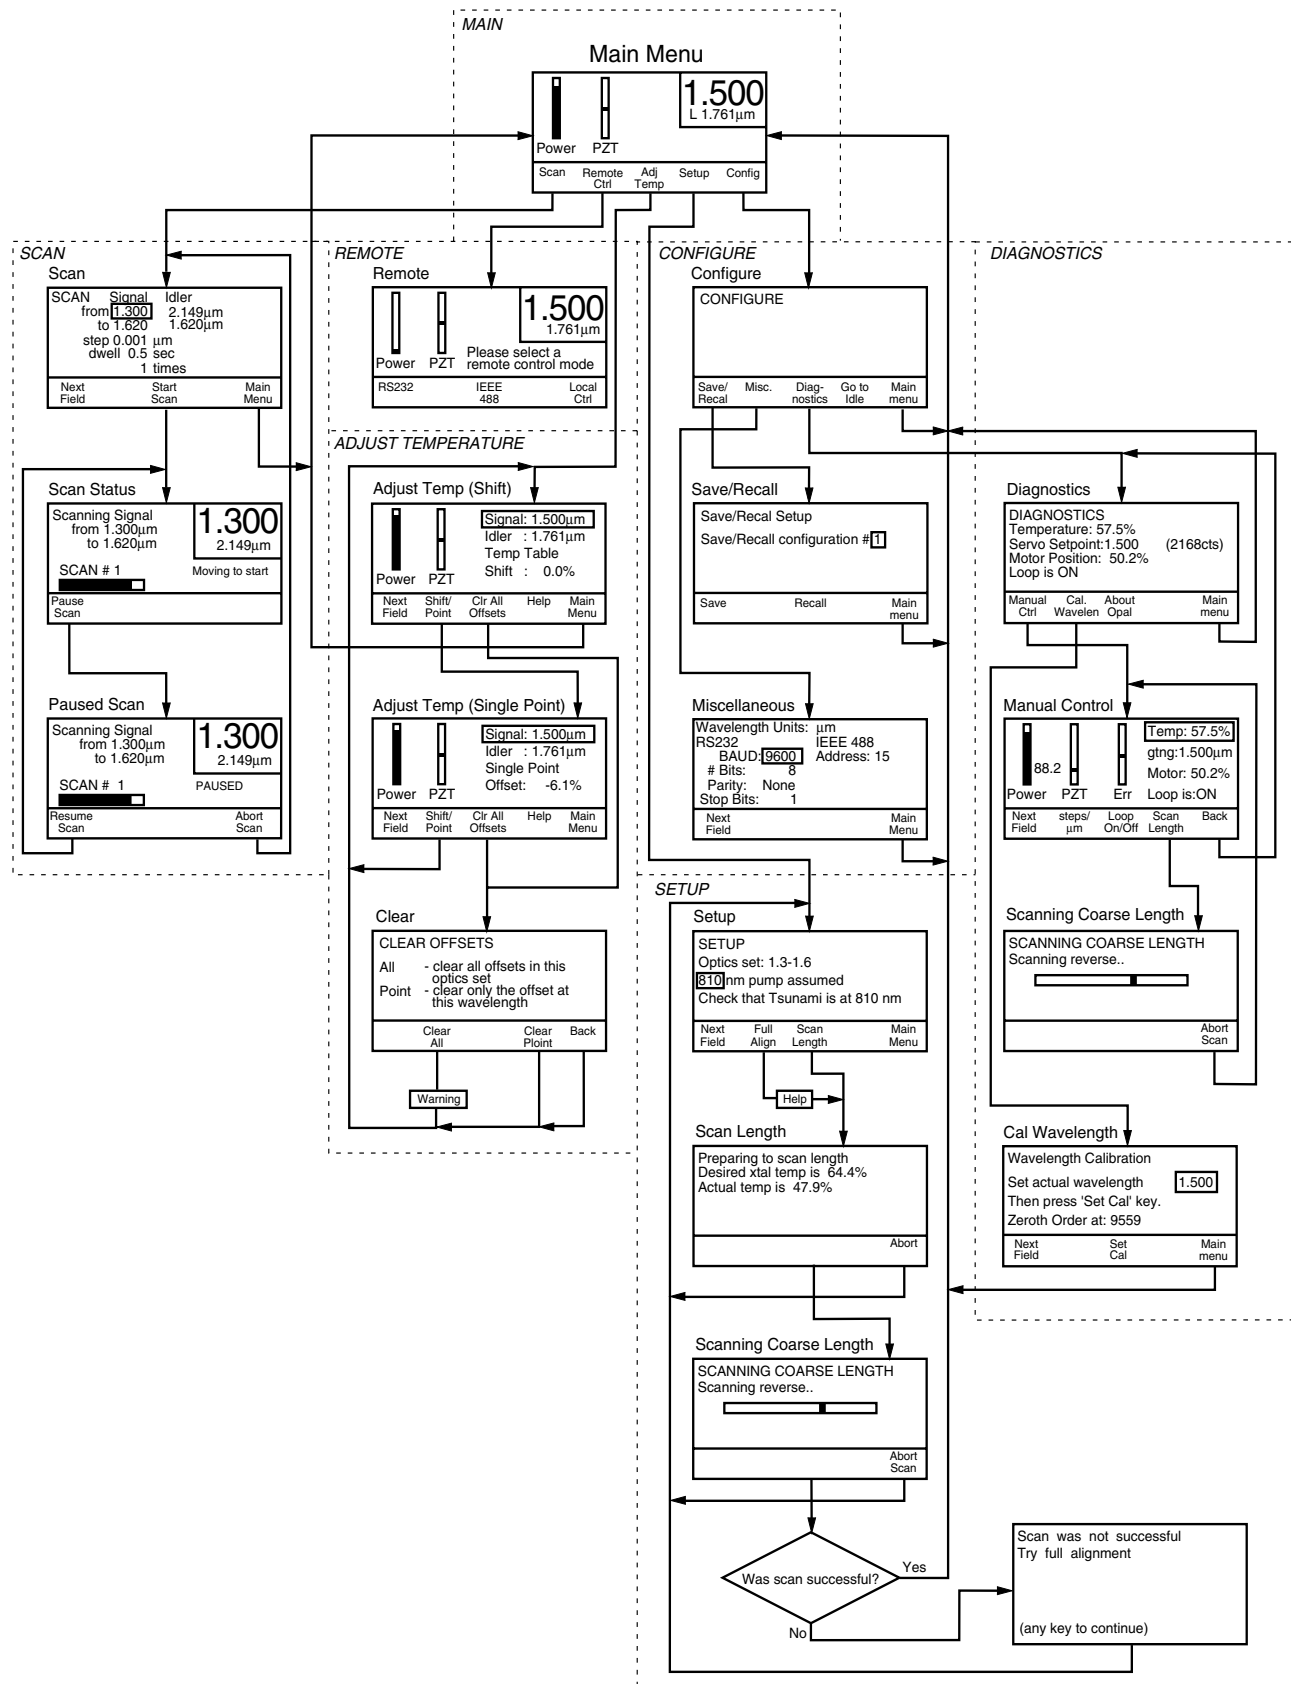 MAIN
Main Menu
1.500
L 1.761µm
Power PZT
Scan Remote Ctrl Adj Temp Setup Config
SCAN
Scan
SCAN Signal Idler
from 1.300 2.149µm
to 1.620 1.620µm
step 0.001 µm
dwell 0.5 sec
1 times
Next Field Start Scan Main Menu
Scan Status
Scanning Signal
from 1.300µm
to 1.620µm
1.300
2.149µm
SCAN # 1 Moving to start
Pause Scan
Paused Scan
Scanning Signal
from 1.300µm
to 1.620µm
1.300
2.149µm
SCAN # 1 PAUSED
Resume Scan Abort Scan
REMOTE
Remote
1.500
1.761µm
Please select a
remote control mode
Power PZT
RS232 IEEE 488 Local Ctrl
ADJUST TEMPERATURE
Adjust Temp (Shift)
Signal: 1.500µm
Idler : 1.761µm
Temp Table
Shift : 0.0%
Power PZT
Next Field Shift/ Point Clr All Offsets Help Main Menu
Adjust Temp (Single Point)
Signal: 1.500µm
Idler : 1.761µm
Single Point
Offset: -6.1%
Power PZT
Next Field Shift/ Point Clr All Offsets Help Main Menu
Clear
CLEAR OFFSETS
All - clear all offsets in this
optics set
Point - clear only the offset at
this wavelength
Clear All Clear Ploint Back
Warning
CONFIGURE
Configure
CONFIGURE
Save/ Recal Misc. Diag- nostics Go to Idle Main menu
Save/Recall
Save/Recal Setup
Save/Recall configuration # 1
Save Recall Main menu
Miscellaneous
Wavelength Units: µm
RS232 IEEE 488
BAUD: 9600 Address: 15
# Bits: 8
Parity: None
Stop Bits: 1
Next Field Main Menu
SETUP
Setup
SETUP
Optics set: 1.3-1.6
810 nm pump assumed
Check that Tsunami is at 810 nm
Next Field Full Align Scan Length Main Menu
Help
Scan Length
Preparing to scan length
Desired xtal temp is 64.4%
Actual temp is 47.9%
Abort
Scanning Coarse Length
SCANNING COARSE LENGTH
Scanning reverse..
Abort Scan
Was scan successful?
Yes
No
Scan was not successful
Try full alignment
(any key to continue)
DIAGNOSTICS
Diagnostics
DIAGNOSTICS
Temperature: 57.5%
Servo Setpoint:1.500 (2168cts)
Motor Position: 50.2%
Loop is ON
Manual Ctrl Cal. Wavelen About Opal Main menu
Manual Control
Temp: 57.5%
gtng:1.500µm
88.2
Motor: 50.2%
Loop is:ON
Power PZT Err
Next Field steps/ µm Loop On/Off Scan Length Back
Scanning Coarse Length
SCANNING COARSE LENGTH
Scanning reverse..
Abort Scan
Cal Wavelength
Wavelength Calibration
Set actual wavelength 1.500
Then press 'Set Cal' key.
Zeroth Order at: 9559
Next Field Set Cal Main menu